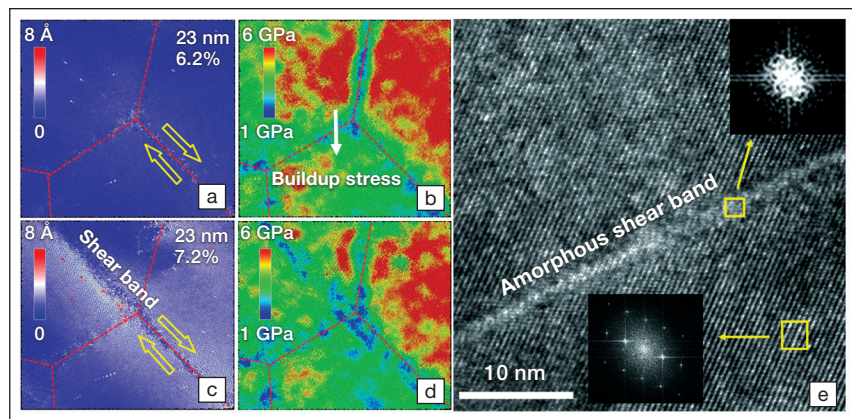 8 Å
23 nm
6.2%
0
a
6 GPa
1 GPa
Buildup stress
b
8 Å
23 nm
7.2%
Shear band
0
c
6 GPa
1 GPa
d
Amorphous shear band
10 nm
e